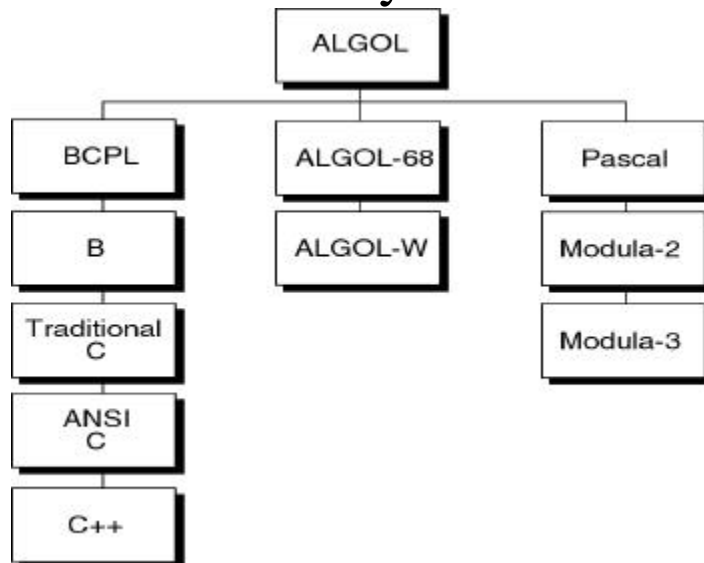 ALGOL
BCPL
ALGOL-68
Pascal
B
ALGOL-W
Modula-2
Traditional
C
Modula-3
ANSI
C
C++